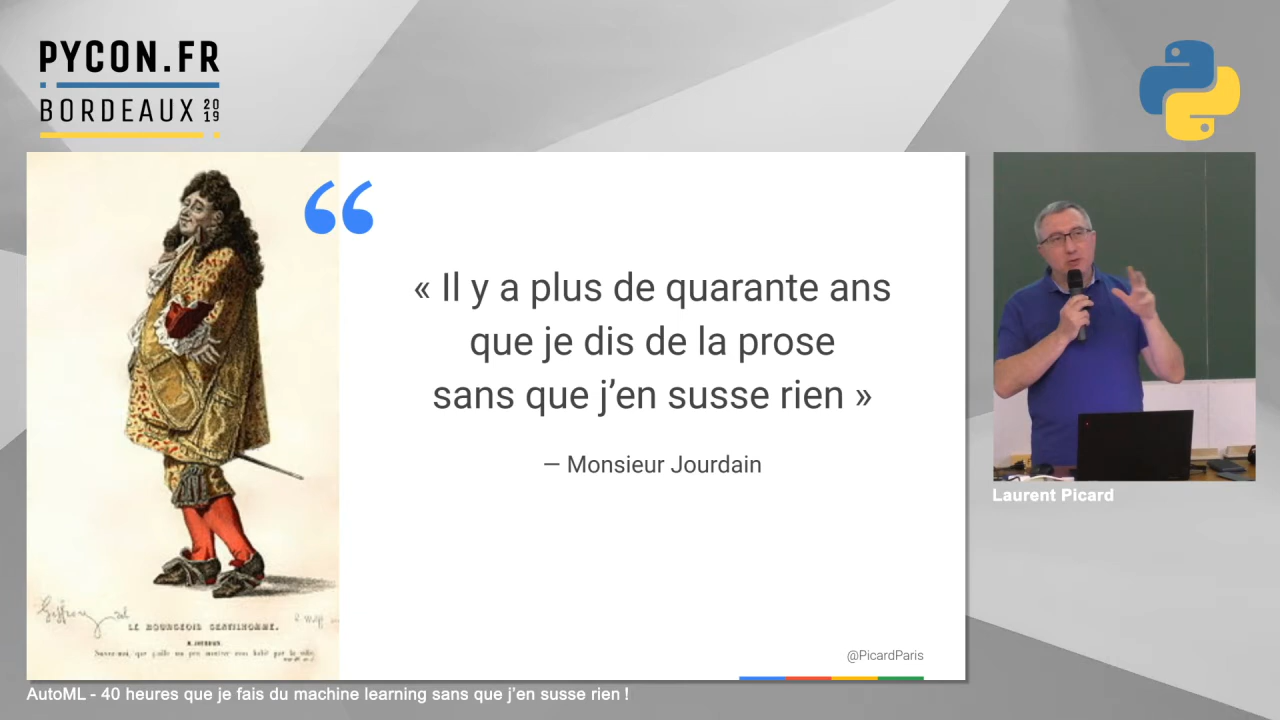 PYCON.FR
BORDEAUX 2019
« Il y a plus de quarante ans
que je dis de la prose
sans que j’en susse rien »
— Monsieur Jourdain
LE BOURGEOIS GENTILHOMME.
M. JOURDAIN.
@PicardParis
Laurent Picard
AutoML - 40 heures que je fais du machine learning sans que j’en susse rien !